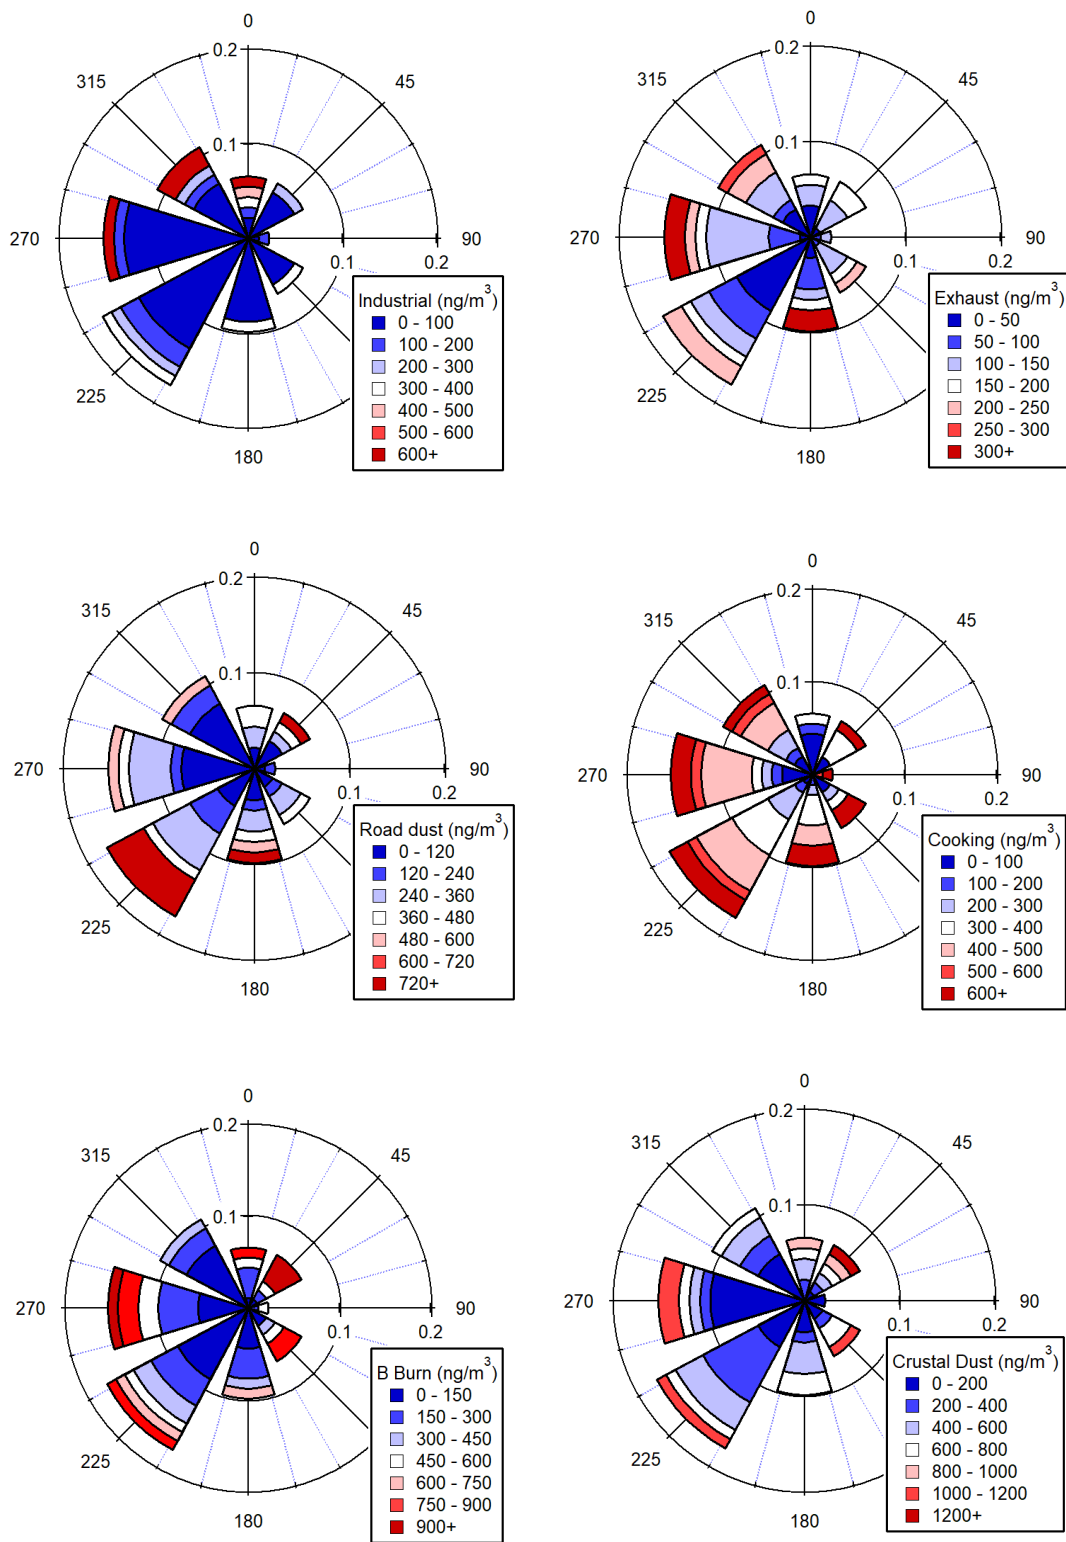 0
0.2
315
45
0.1
270
90
0.1
0.2
225
180
Industrial (ng/m³)
0 - 100
100 - 200
200 - 300
300 - 400
400 - 500
500 - 600
600+
0
0.2
315
45
0.1
270
90
0.1
0.2
225
180
Exhaust (ng/m³)
0 - 50
50 - 100
100 - 150
150 - 200
200 - 250
250 - 300
300+
0
0.2
315
45
0.1
270
90
0.1
0.2
225
180
Road dust (ng/m³)
0 - 120
120 - 240
240 - 360
360 - 480
480 - 600
600 - 720
720+
0
0.2
315
45
0.1
270
90
0.1
0.2
225
180
Cooking (ng/m³)
0 - 100
100 - 200
200 - 300
300 - 400
400 - 500
500 - 600
600+
0
0.2
315
45
0.1
270
90
0.1
0.2
225
180
B Burn (ng/m³)
0 - 150
150 - 300
300 - 450
450 - 600
600 - 750
750 - 900
900+
0
0.2
315
45
0.1
270
90
0.1
0.2
225
180
Crustal Dust (ng/m³)
0 - 200
200 - 400
400 - 600
600 - 800
800 - 1000
1000 - 1200
1200+